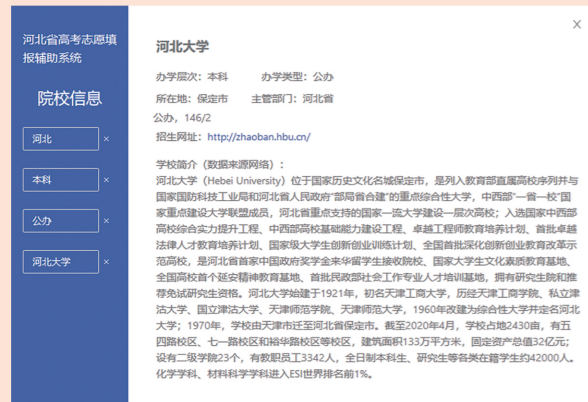 河北省高考志愿填
报辅助系统
院校信息
河北 ×
本科 ×
公办 ×
河北大学 ×
×
河北大学
办学层次：本科 办学类型：公办
所在地：保定市 主管部门：河北省
公办，146/2
招生网址：http://zhaoban.hbu.cn/
学校简介（数据来源网络）：
河北大学（Hebei University）位于国家历史文化名城保定市，是列入教育部直属高校序列并与
国家国防科技工业局和河北省人民政府“部局省合建”的重点综合性大学，中西部“一省一校”国
家重点建设大学联盟成员，河北省重点支持的国家一流大学建设一层次高校；入选国家中西部
高校综合实力提升工程、中西部高校基础能力建设工程、卓越工程师教育培养计划、首批卓越
法律人才教育培养计划、国家级大学生创新创业训练计划、全国首批深化创新创业教育改革示
范高校，是河北省首家中国政府奖学金来华留学生接收院校、国家大学生文化素质教育基地、
全国高校首个延安精神教育基地、首批民政部社会工作专业人才培训基地，拥有研究生院和推
荐免试研究生资格。河北大学始建于1921年，初名天津工商大学，历经天津工商学院、私立津
沽大学、国立津沽大学、天津师范学院、天津师范大学，1960年改建为综合性大学并定名河北
大学；1970年，学校由天津市迁至河北省保定市。截至2020年4月，学校占地2430亩，有五
四路校区、七一路校区和裕华路校区等校区，建筑面积133万平方米，固定资产总值32亿元；
设有二级学院23个，有教职员工3342人，全日制本科生、研究生等各类在籍学生约42000人。
化学学科、材料科学学科进入ESI世界排名前1%。